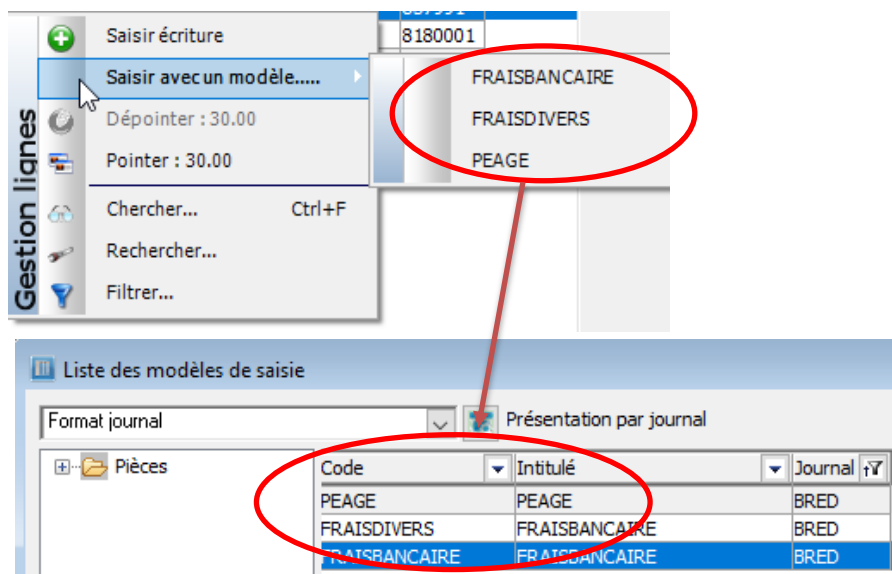 Saisir écriture
8180001
Saisir avec un modèle.....
FRAISBANCAIRE
Dépointer : 30.00
FRAISDIVERS
Pointer : 30.00
PEAGE
Chercher... Ctrl+F
Rechercher...
Filtrer...
Gestion lignes
Liste des modèles de saisie
Format journal
Présentation par journal
Pièces
Code Intitulé Journal
PEAGE PEAGE BRED
FRAISDIVERS FRAISBANCAIRE BRED
FRAISBANCAIRE FRAISBANCAIRE BRED